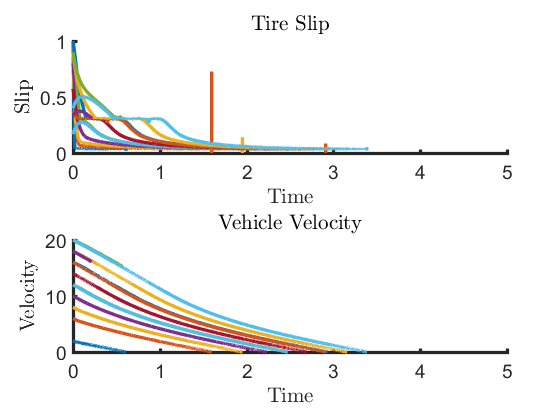 Tire Slip
1
0.5
0
Slip
0 1 2 3 4 5
Time
Vehicle Velocity
20
10
0
Velocity
0 1 2 3 4 5
Time